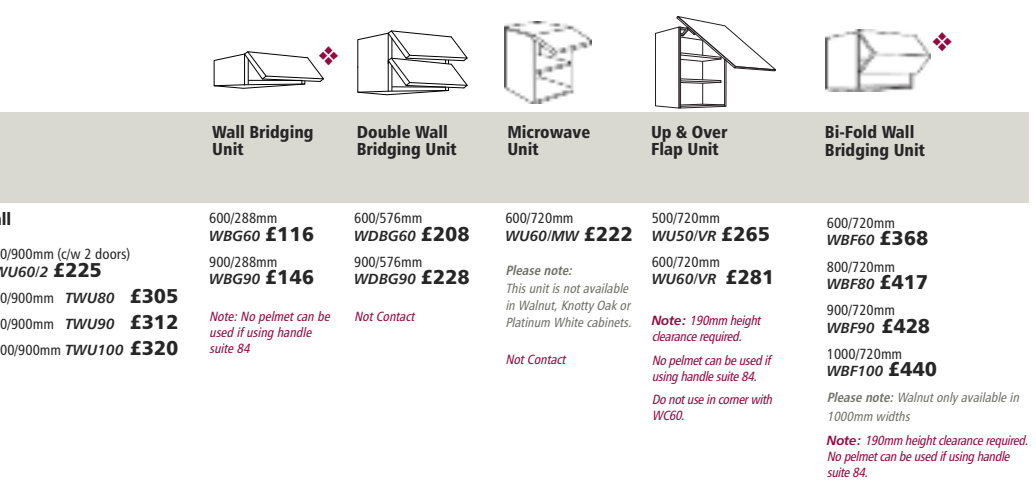 Wall Bridging
Unit
Double Wall
Bridging Unit
Microwave
Unit
Up & Over
Flap Unit
Bi-Fold Wall
Bridging Unit
0/900mm (c/w 2 doors)
WU60/2 £225
0/900mm TWU80 £305
0/900mm TWU90 £312
00/900mm TWU100 £320
600/288mm
WBG60 £116
900/288mm
WBG90 £146
Note: No pelmet can be
used if using handle
suite 84
600/576mm
WDBG60 £208
900/576mm
WDBG90 £228
Not Contact
600/720mm
WU60/MW £222
Please note:
This unit is not available
in Walnut, Knotty Oak or
Platinum White cabinets.
Not Contact
500/720mm
WU50/VR £265
600/720mm
WU60/VR £281
Note: 190mm height
clearance required.
No pelmet can be used if
using handle suite 84.
Do not use in corner with
WC60.
600/720mm
WBF60 £368
800/720mm
WBF80 £417
900/720mm
WBF90 £428
1000/720mm
WBF100 £440
Please note: Walnut only available in
1000mm widths
Note: 190mm height clearance required.
No pelmet can be used if using handle
suite 84.